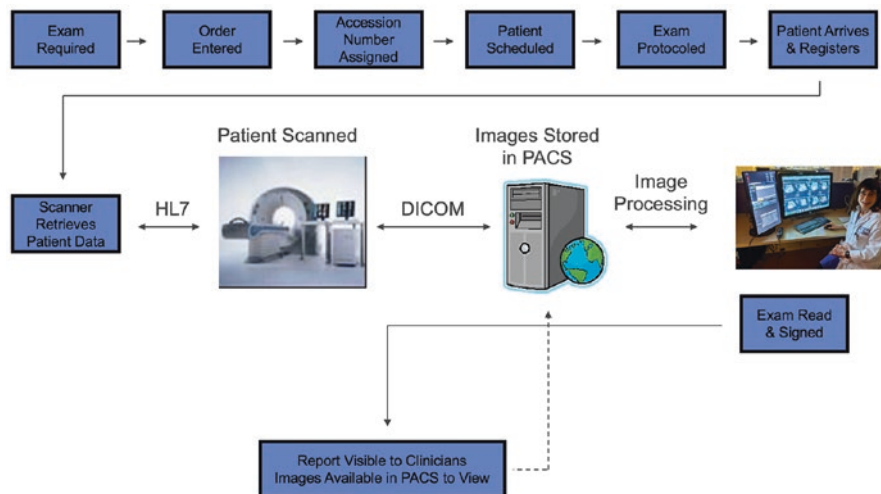 Exam
Required
Order
Entered
Accession
Number
Assigned
Patient
Scheduled
Exam
Protocoled
Patient Arrives
& Registers
Patient Scanned
Images Stored
in PACS
Scanner
Retrieves
Patient Data
HL7
DICOM
Image
Processing
Exam Read
& Signed
Report Visible to Clinicians
Images Available in PACS to View